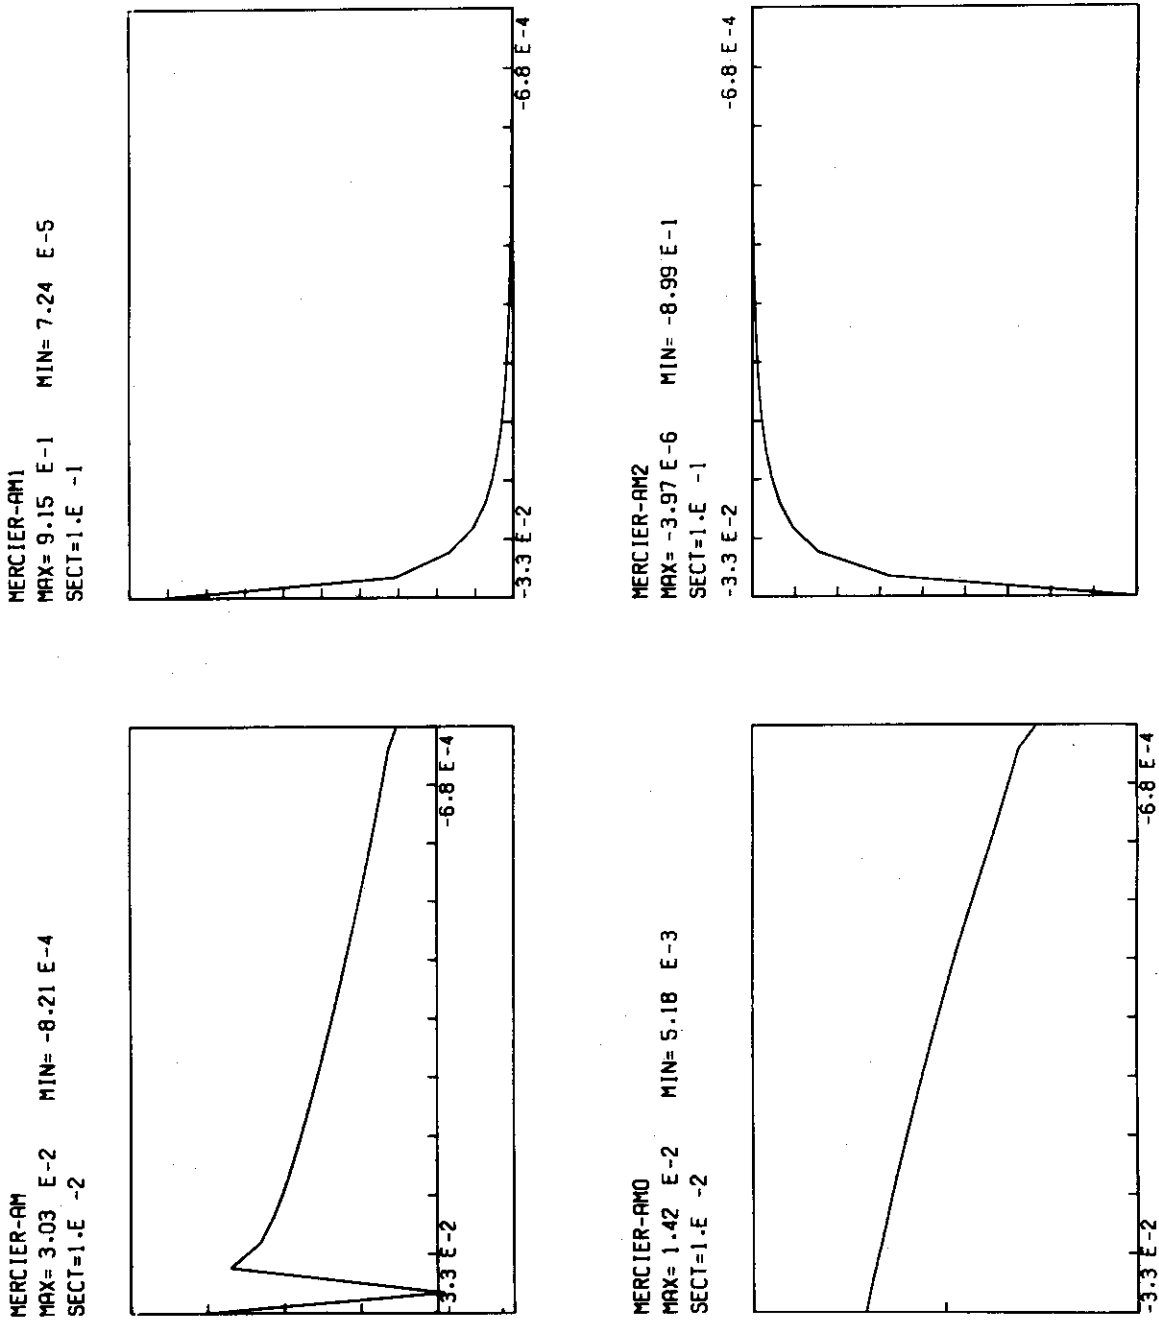 MERCIER-AM
MAX= 3.03 E-2 MIN= -8.21 E-4
SECT=1.E -2
-3.3 E-2
-6.8 E-4
MERCIER-AM1
MAX= 9.15 E-1 MIN= 7.24 E-5
SECT=1.E -1
-3.3 E-2
-6.8 E-4
MERCIER-AM0
MAX= 1.42 E-2 MIN= 5.18 E-3
SECT=1.E -2
-3.3 E-2
-6.8 E-4
MERCIER-AM2
MAX= -3.97 E-6 MIN= -8.99 E-1
SECT=1.E -1
-3.3 E-2
-6.8 E-4